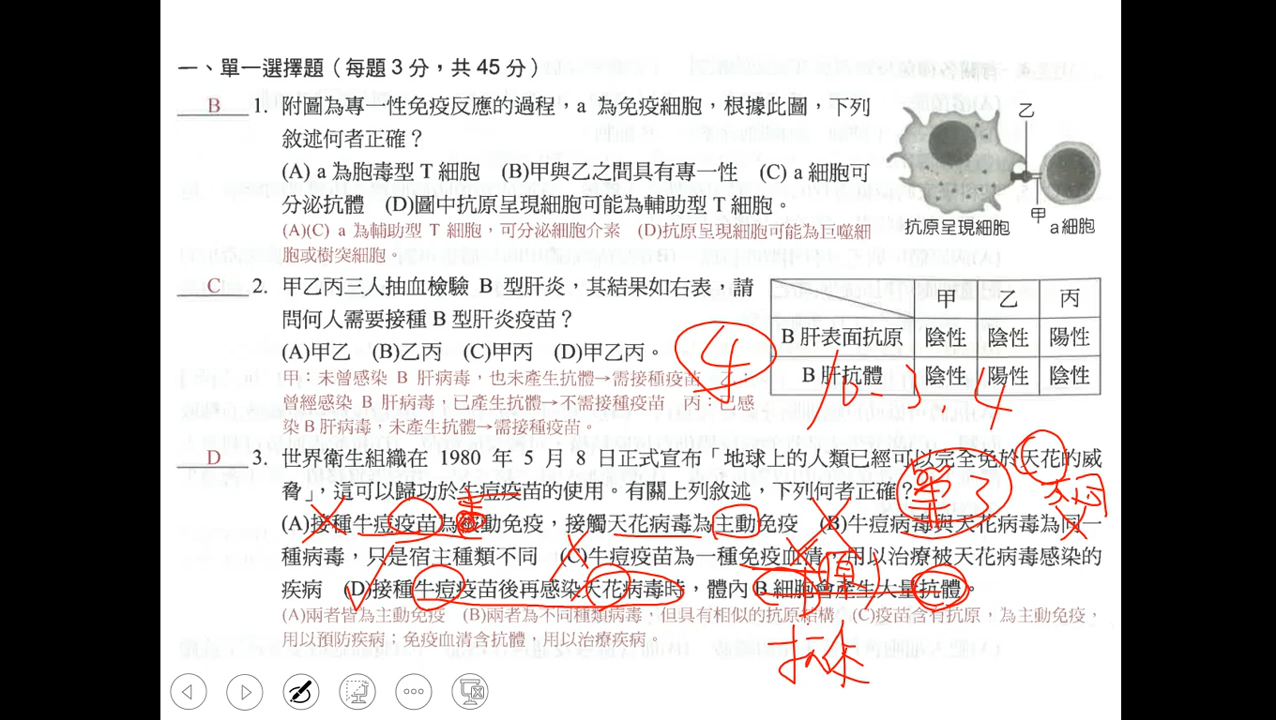 一、單一選擇題（每題 3 分，共 45 分）
B 1. 附圖為專一性免疫反應的過程，a 為免疫細胞，根據此圖，下列
敘述何者正確？
(A) a 為胞毒型 T 細胞 (B)甲與乙之間具有專一性 (C) a 細胞可
分泌抗體 (D)圖中抗原呈現細胞可能為輔助型 T 細胞。
(A)(C) a 為輔助型 T 細胞，可分泌細胞介素 (D)抗原呈現細胞可能為巨噬細
胞或樹突細胞。
乙
甲
抗原呈現細胞 a細胞
C 2. 甲乙丙三人抽血檢驗 B 型肝炎，其結果如右表，請
問何人需要接種 B 型肝炎疫苗？
(A)甲乙 (B)乙丙 (C)甲丙 (D)甲乙丙。
甲：未曾感染 B 肝病毒，也未產生抗體→需接種疫苗 乙：
曾經感染 B 肝病毒，已產生抗體→不需接種疫苗 丙：已感
染 B 肝病毒，未產生抗體→需接種疫苗。
甲 乙 丙
B 肝表面抗原 陰性 陰性 陽性
B 肝抗體 陰性 陽性 陰性
牛
10-3, 4
D 3. 世界衛生組織在 1980 年 5 月 8 日正式宣布「地球上的人類已經可以完全免於天花的威
脅」，這可以歸功於牛痘疫苗的使用。有關上列敘述，下列何者正確？
(A)接種牛痘疫苗為被動免疫，接觸天花病毒為主動免疫 (B)牛痘病毒與天花病毒為同一
種病毒，只是宿主種類不同 (C)牛痘疫苗為一種免疫血清，用以治療被天花病毒感染的
疾病 (D)接種牛痘疫苗後再感染天花病毒時，體內 B 細胞會產生大量抗體。
(A)兩者皆為主動免疫 (B)兩者為不同種類病毒，但具有相似的抗原結構 (C)疫苗含有抗原，為主動免疫，
用以預防疾病；免疫血清含抗體，用以治療疾病。